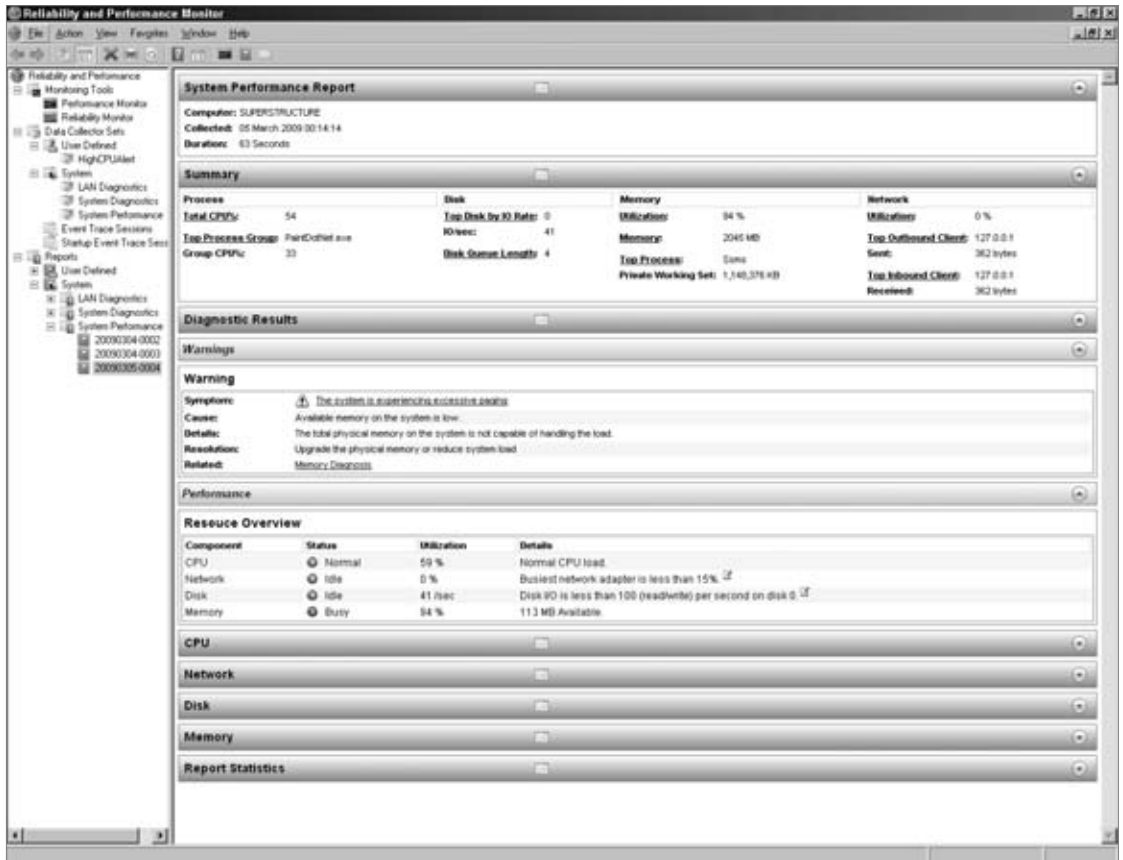 Reliability and Performance Monitor
File Action View Favorites Window Help
Reliability and Performance
Monitoring Tools
Performance Monitor
Reliability Monitor
Data Collector Sets
User Defined
HighCPUAlert
System
LAN Diagnostics
System Diagnostics
System Performance
Event Trace Sessions
Startup Event Trace Sess
Reports
User Defined
System
LAN Diagnostics
System Diagnostics
System Performance
20090304-0002
20090304-0003
20090305-0004
System Performance Report
Computer: SUPERSTRUCTURE
Collected: 05 March 2009 00:14:14
Duration: 63 Seconds
Summary
Process
Total CPU%: 54
Top Process Group: PaintDotNet.exe
Group CPU%: 33
Disk
Top Disk by IO Rate: 0
IO/sec: 41
Disk Queue Length: 4
Memory
Utilization: 94 %
Memory: 2045 MB
Top Process:
Private Working Set: 1,148,376 KB
Network
Utilization: 0 %
Top Outbound Client: 127.0.0.1
Sent: 362 bytes
Top Inbound Client: 127.0.0.1
Received: 362 bytes
Diagnostic Results
Warnings
Warning
Symptom: The system is experiencing excessive paging
Cause: Available memory on the system is low.
Details: The total physical memory on the system is not capable of handling the load.
Resolution: Upgrade the physical memory or reduce system load
Related: Memory Diagnosis
Performance
Resouce Overview
Component Status Utilization Details
CPU Normal 59 % Normal CPU load.
Network Idle 0 % Busiest network adapter is less than 15%.
Disk Idle 41 /sec Disk I/O is less than 100 (read/write) per second on disk 0.
Memory Busy 94 % 113 MB Available.
CPU
Network
Disk
Memory
Report Statistics